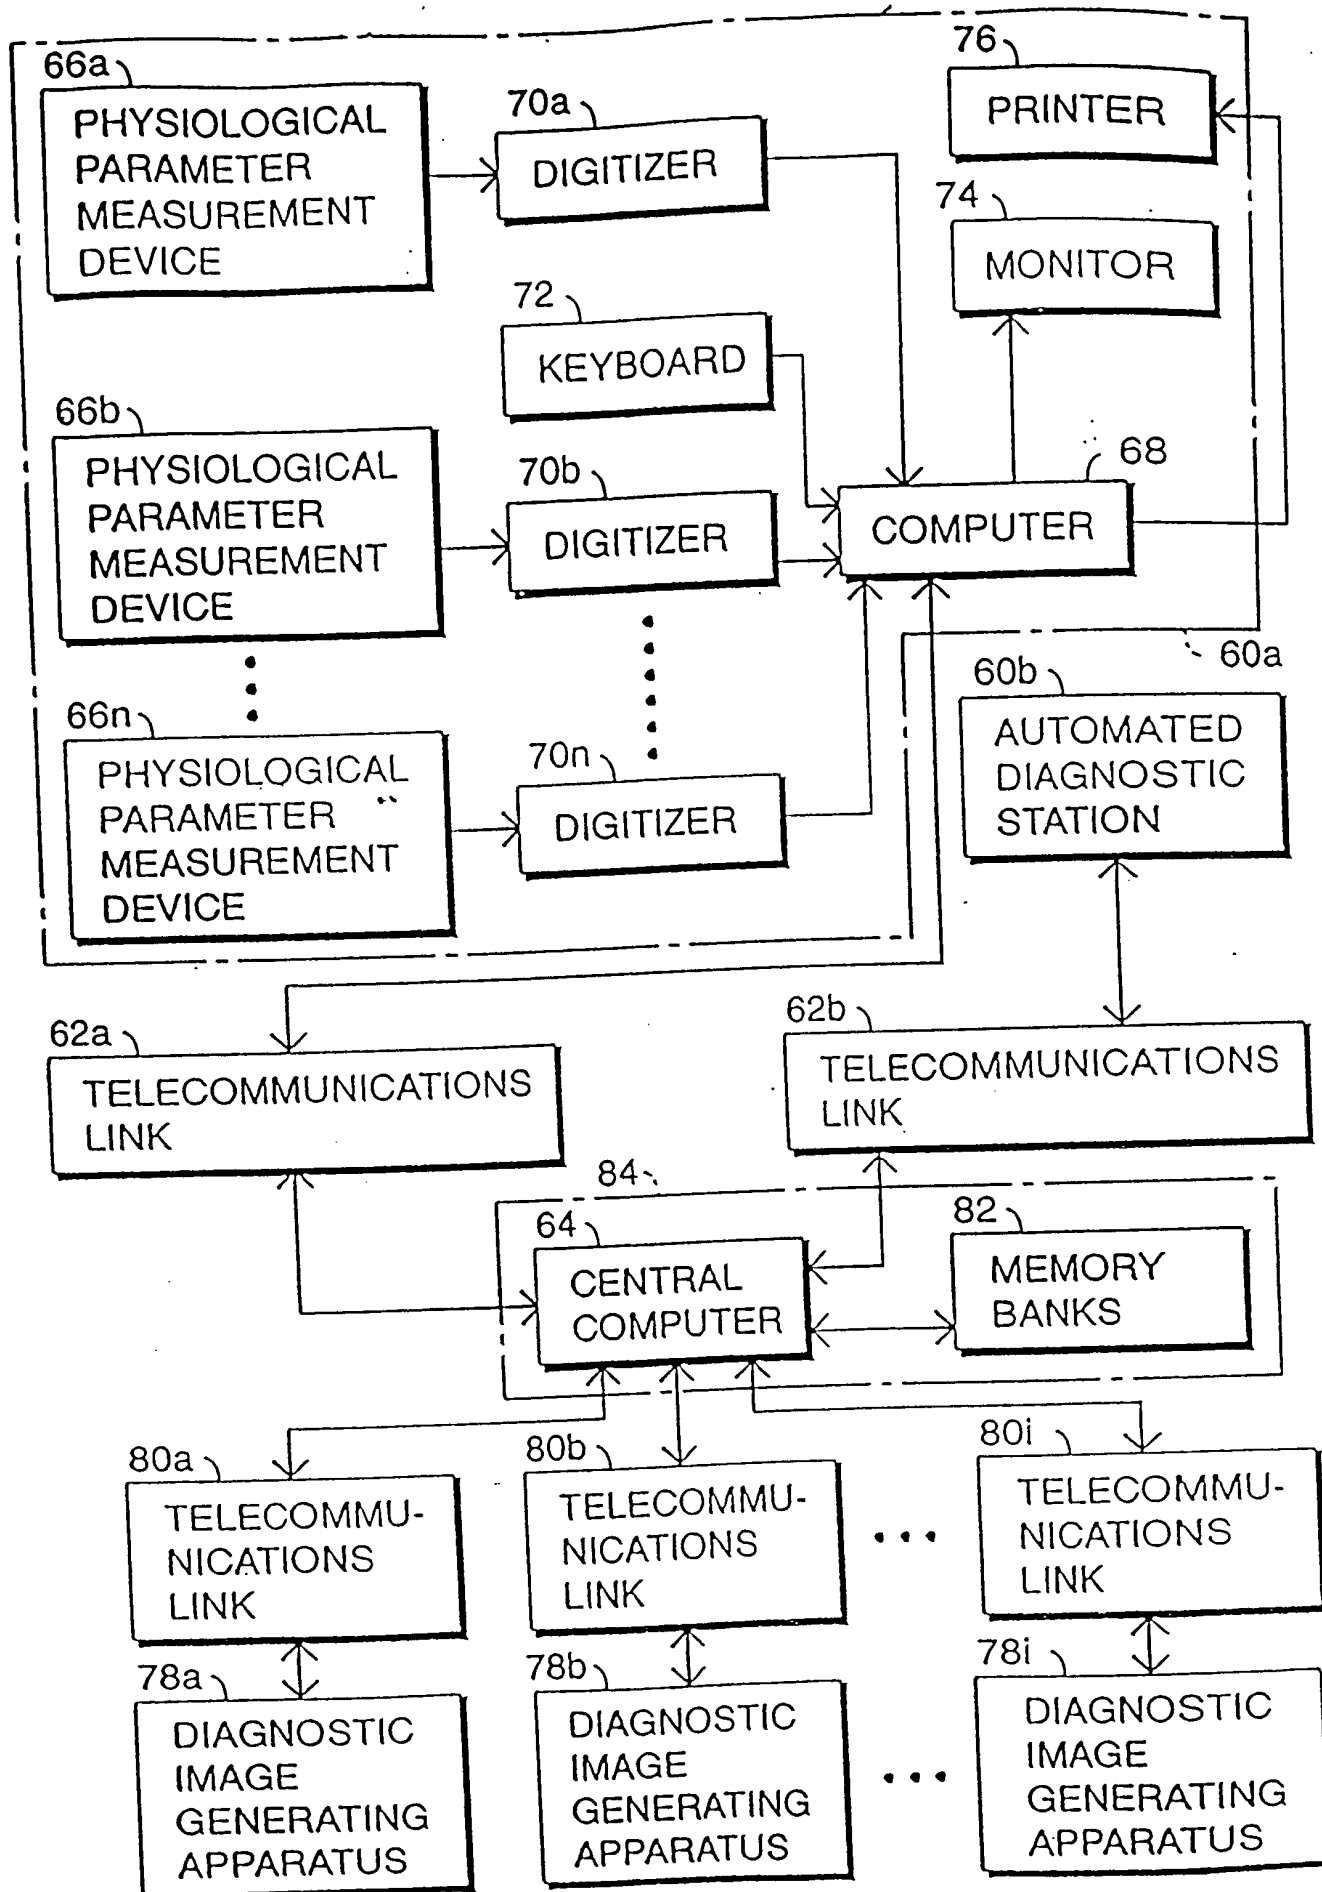 66a
PHYSIOLOGICAL
PARAMETER
MEASUREMENT
DEVICE
70a
DIGITIZER
76
PRINTER
74
MONITOR
72
KEYBOARD
66b
PHYSIOLOGICAL
PARAMETER
MEASUREMENT
DEVICE
70b
DIGITIZER
68
COMPUTER
60a
66n
PHYSIOLOGICAL
PARAMETER
MEASUREMENT
DEVICE
70n
DIGITIZER
60b
AUTOMATED
DIAGNOSTIC
STATION
62a
TELECOMMUNICATIONS
LINK
62b
TELECOMMUNICATIONS
LINK
84
64
CENTRAL
COMPUTER
82
MEMORY
BANKS
80a
TELECOMMU-
NICATIONS
LINK
80b
TELECOMMU-
NICATIONS
LINK
80i
TELECOMMU-
NICATIONS
LINK
78a
DIAGNOSTIC
IMAGE
GENERATING
APPARATUS
78b
DIAGNOSTIC
IMAGE
GENERATING
APPARATUS
78i
DIAGNOSTIC
IMAGE
GENERATING
APPARATUS